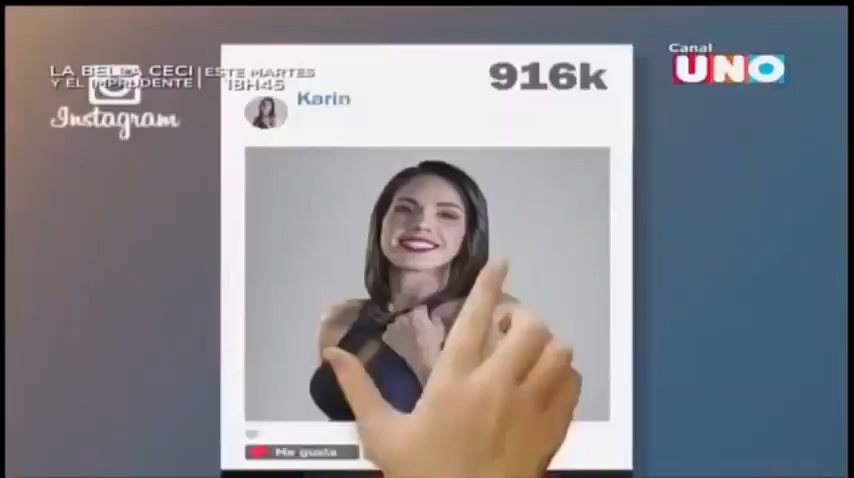 LA BELLA CECI
Y EL IMPRUDENTE
ESTE MARTES
18H45
Instagram
Karin
916k
Canal
UNO
Me gusta